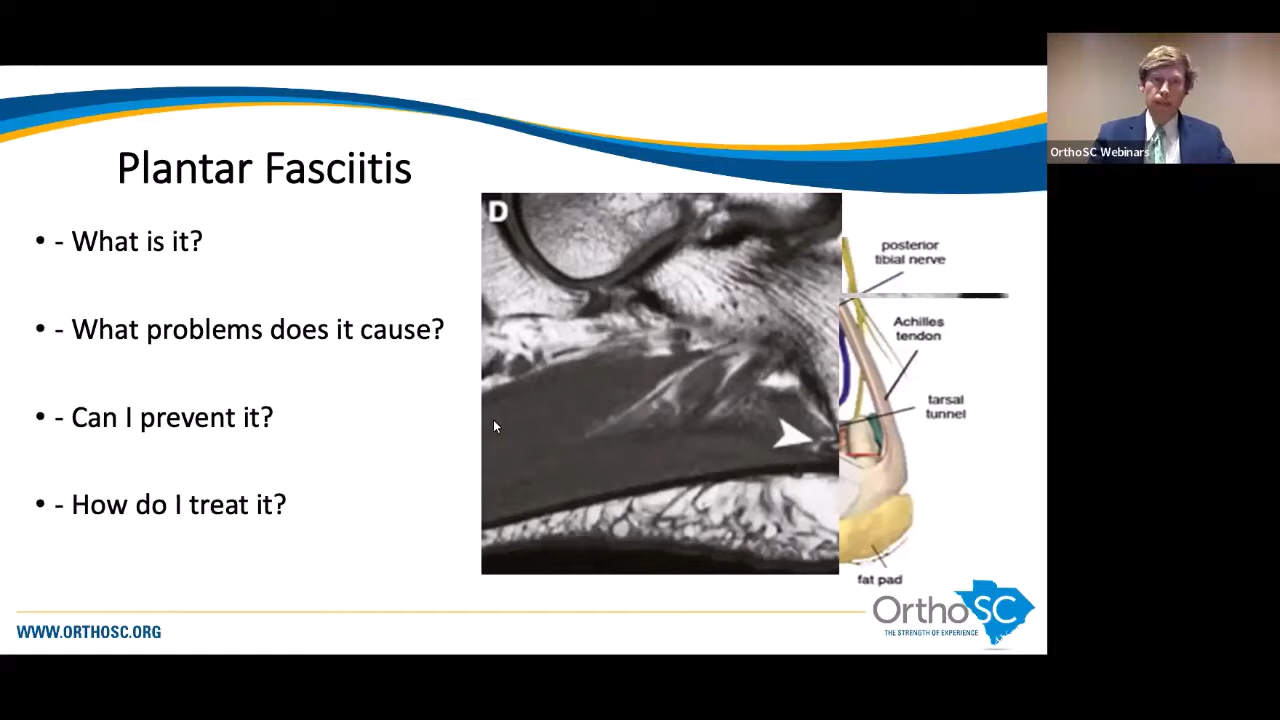 OrthoSC Webinars
Plantar Fasciitis
• - What is it?
• - What problems does it cause?
• - Can I prevent it?
• - How do I treat it?
D
posterior
tibial nerve
Achilles
tendon
tarsal
tunnel
fat pad
OrthoSC
THE STRENGTH OF EXPERIENCE
WWW.ORTHOSC.ORG